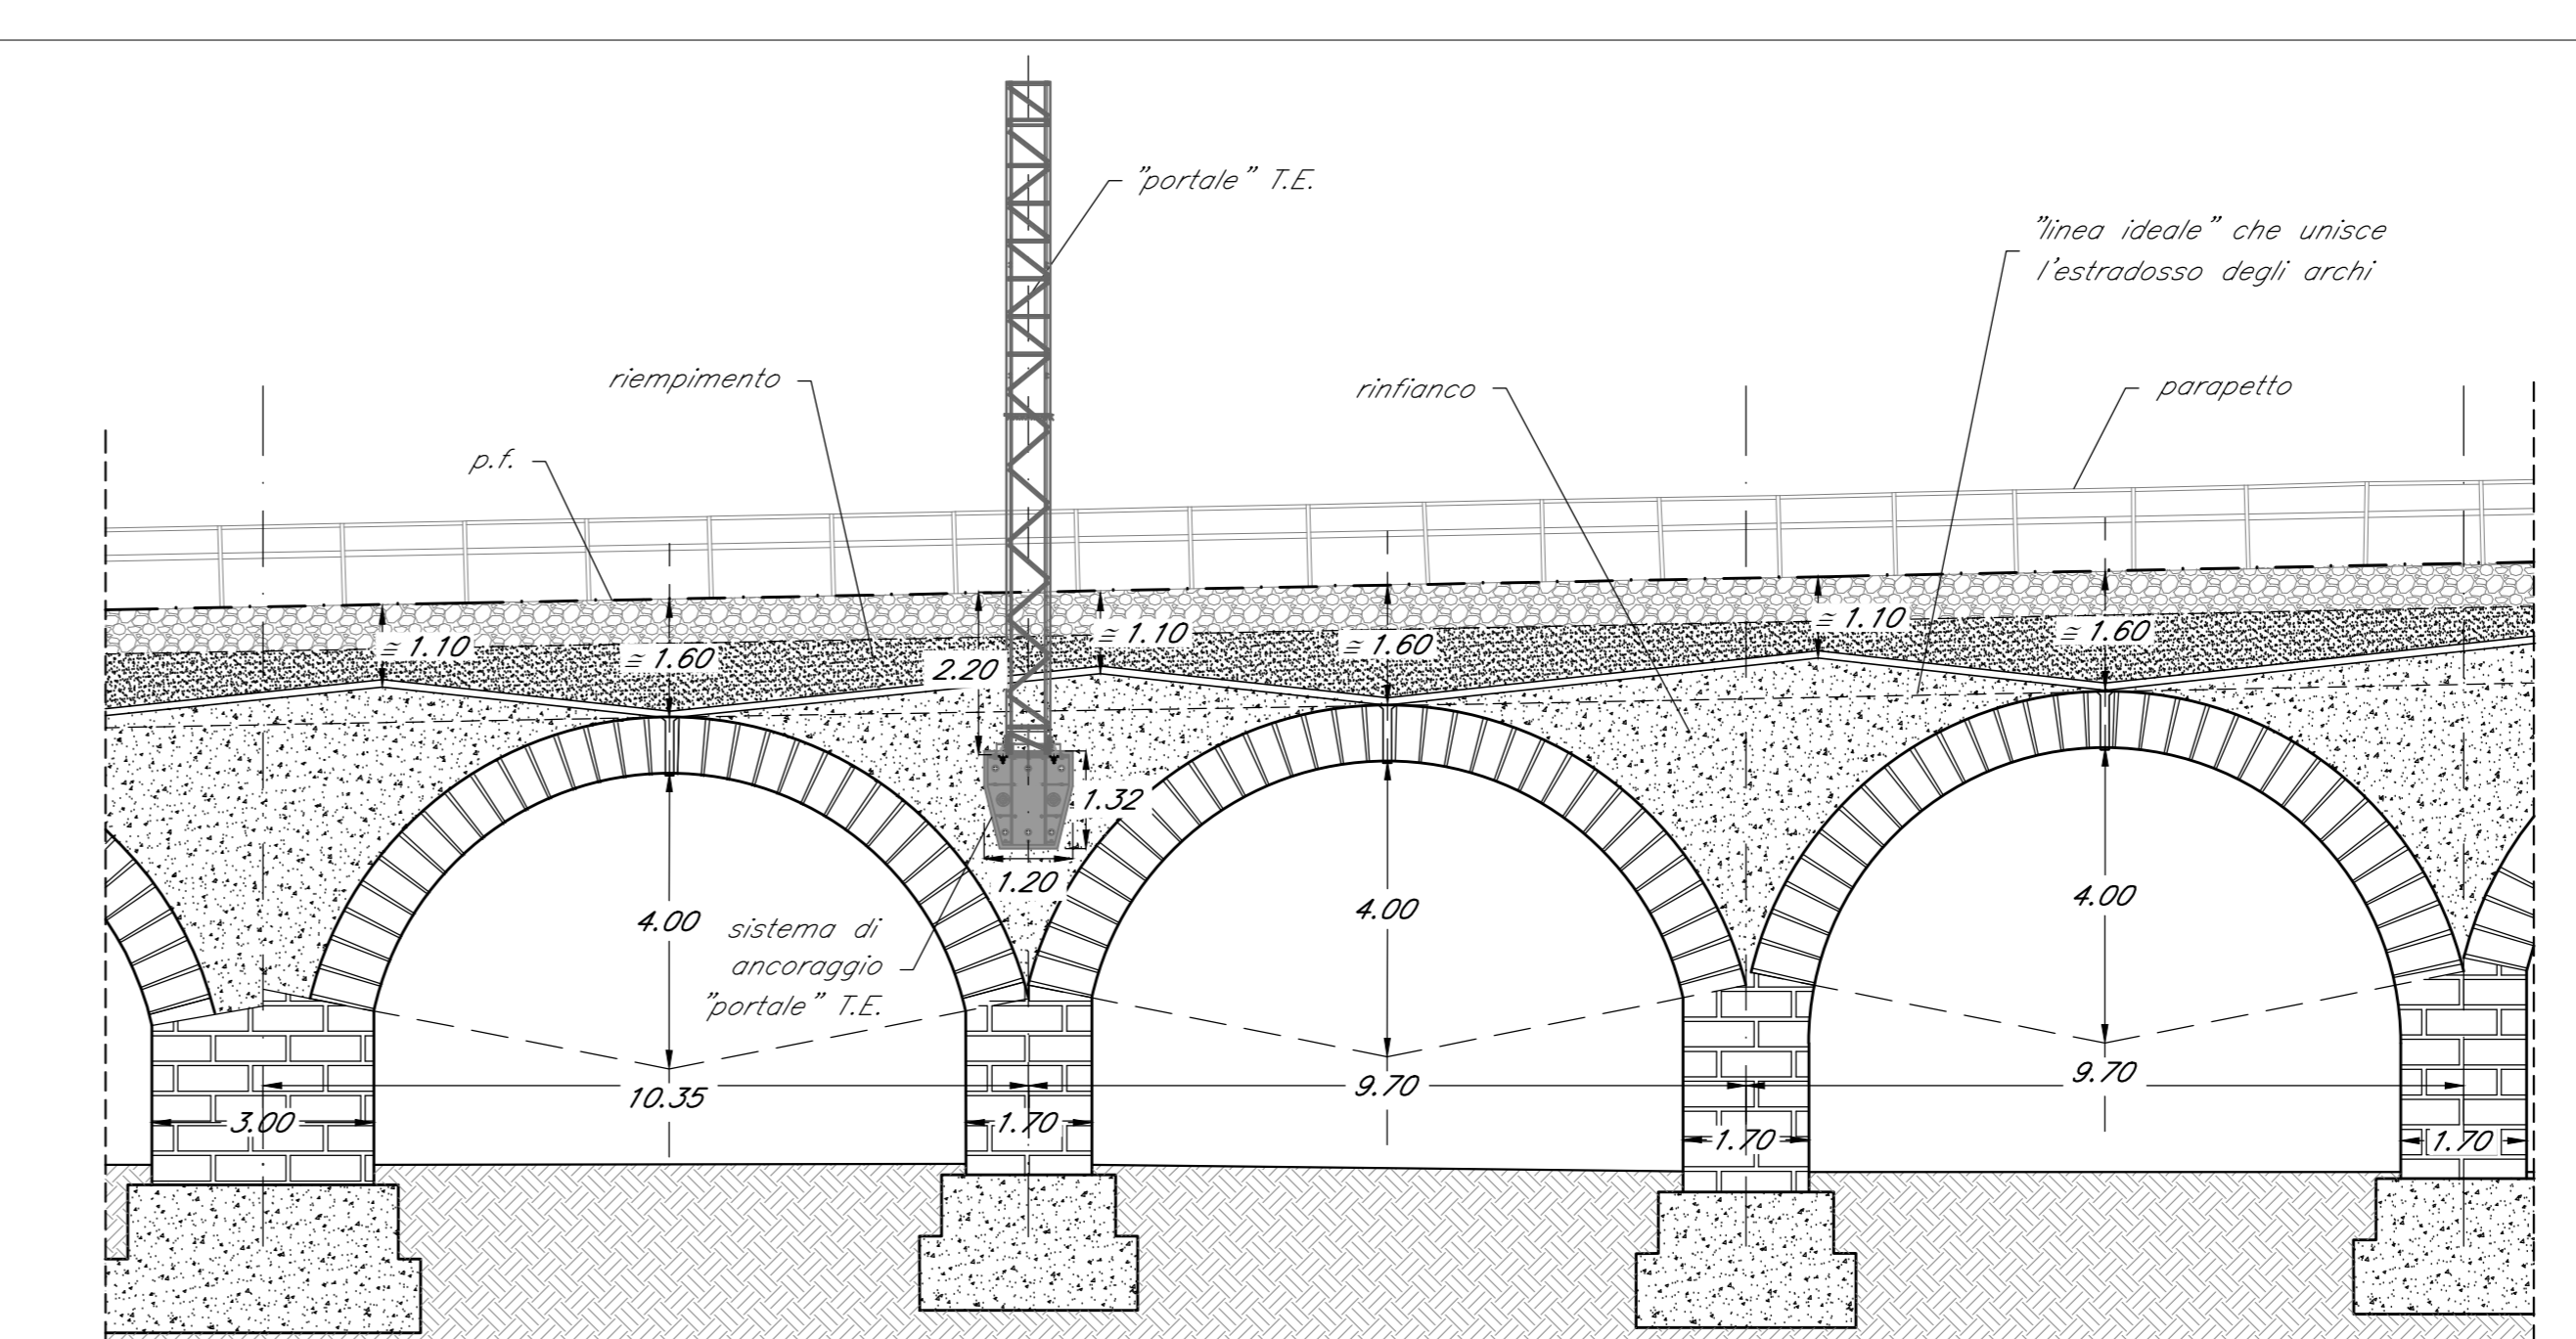 "portale" T.E.
"linea ideale" che unisce
l'estradosso degli archi
riempimento
rinfianco
parapetto
p.f.
≅ 1.10
≅ 1.60
2.20
≅ 1.10
≅ 1.60
≅ 1.10
≅ 1.60
1.32
1.20
4.00
sistema di
ancoraggio
"portale" T.E.
4.00
4.00
10.35
9.70
9.70
3.00
1.70
1.70
1.70